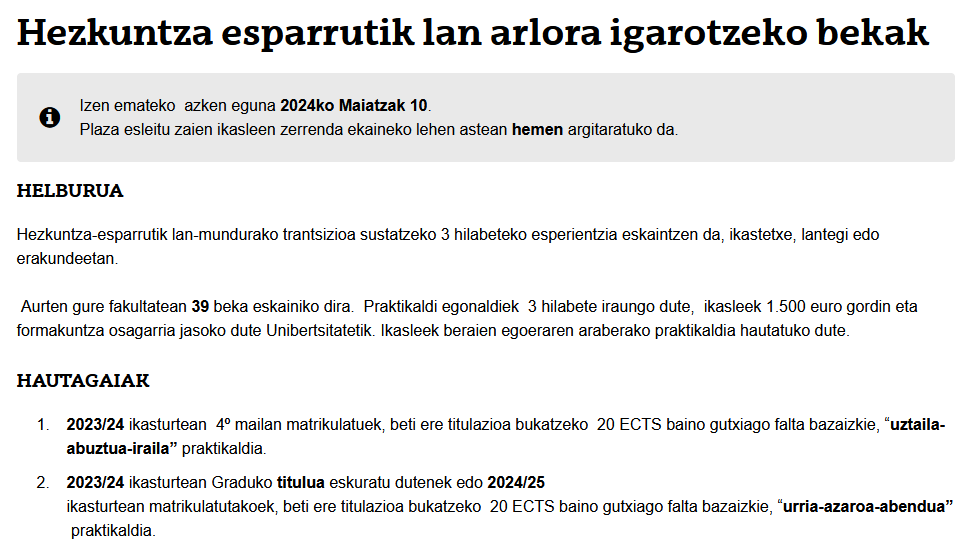 Hezkuntza esparrutik lan arlora igarotzeko bekak
Izen emateko azken eguna 2024ko Maiatzak 10.
Plaza esleitu zaien ikasleen zerrenda ekaineko lehen astean hemen argitaratuko da.
HELBURUA
Hezkuntza-esparrutik lan-mundurako trantsizioa sustatzeko 3 hilabeteko esperientzia eskaintzen da, ikastetxe, lantegi edo
erakundeetan.
Aurten gure fakultatean 39 beka eskainiko dira. Praktikaldi egonaldiek 3 hilabete iraungo dute, ikasleek 1.500 euro gordin eta
formakuntza osagarria jasoko dute Unibertsitatetik. Ikasleek beraien egoeraren araberako praktikaldia hautatuko dute.
HAUTAGAIAK
1. 2023/24 ikasturtean 4º mailan matrikulatuek, beti ere titulazioa bukatzeko 20 ECTS baino gutxiago falta bazaizkie, “uztaila-
abuztua-iraila” praktikaldia.
2. 2023/24 ikasturtean Graduko titulua eskuratu dutenek edo 2024/25
ikasturtean matrikulatutakoek, beti ere titulazioa bukatzeko 20 ECTS baino gutxiago falta bazaizkie, “urria-azaroa-abendua”
praktikaldia.